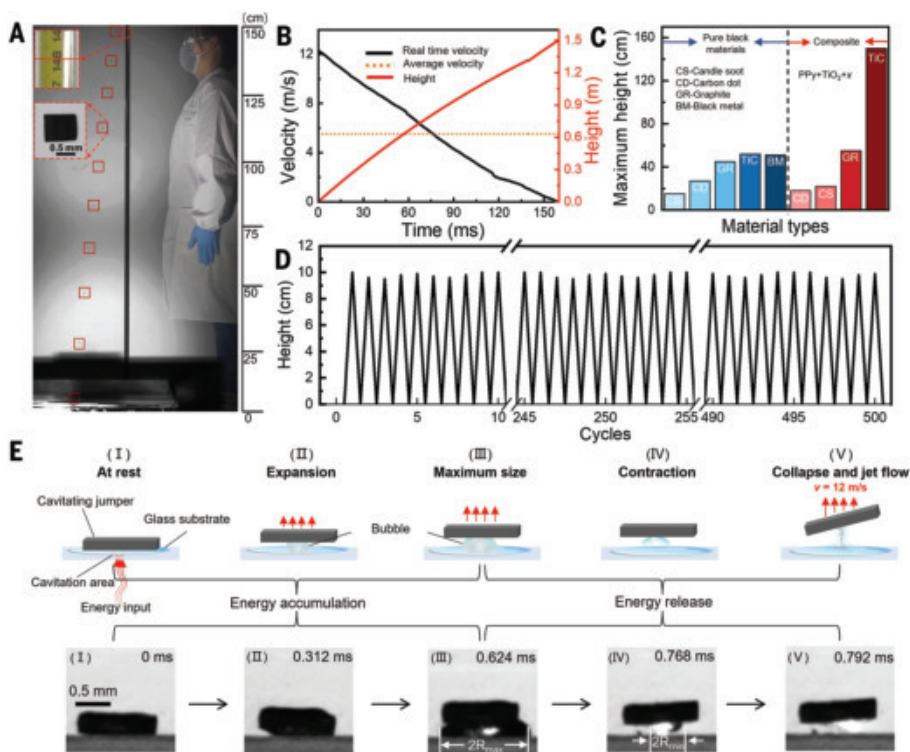 A
(cm)
150
125
100
75
50
25
0
0.5 mm
B
Velocity (m/s)
12
9
6
3
0
Real time velocity
Average velocity
Height
1.5
1.2
0.9
0.6
0.3
0.0
Height (m)
0 30 60 90 120 150
Time (ms)
C
Maximum height (cm)
160
120
80
40
0
Pure black materials
Composite
CS-Candle soot
CD-Carbon dot
GR-Graphite
BM-Black metal
PPy+TiO₂+x
CD GR TiC BM CD CS GR TiC
Material types
D
Height (cm)
12
10
8
6
4
2
0
0 5 10 245 250 255 490 495 500
Cycles
E
(I) (II) (III) (IV) (V)
At rest Expansion Maximum size Contraction Collapse and jet flow
v = 12 m/s
Cavitating jumper
Glass substrate
Bubble
Cavitation area
Energy input
Energy accumulation
Energy release
(I) 0 ms (II) 0.312 ms (III) 0.624 ms (IV) 0.768 ms (V) 0.792 ms
0.5 mm
2Rmax
2Rmin